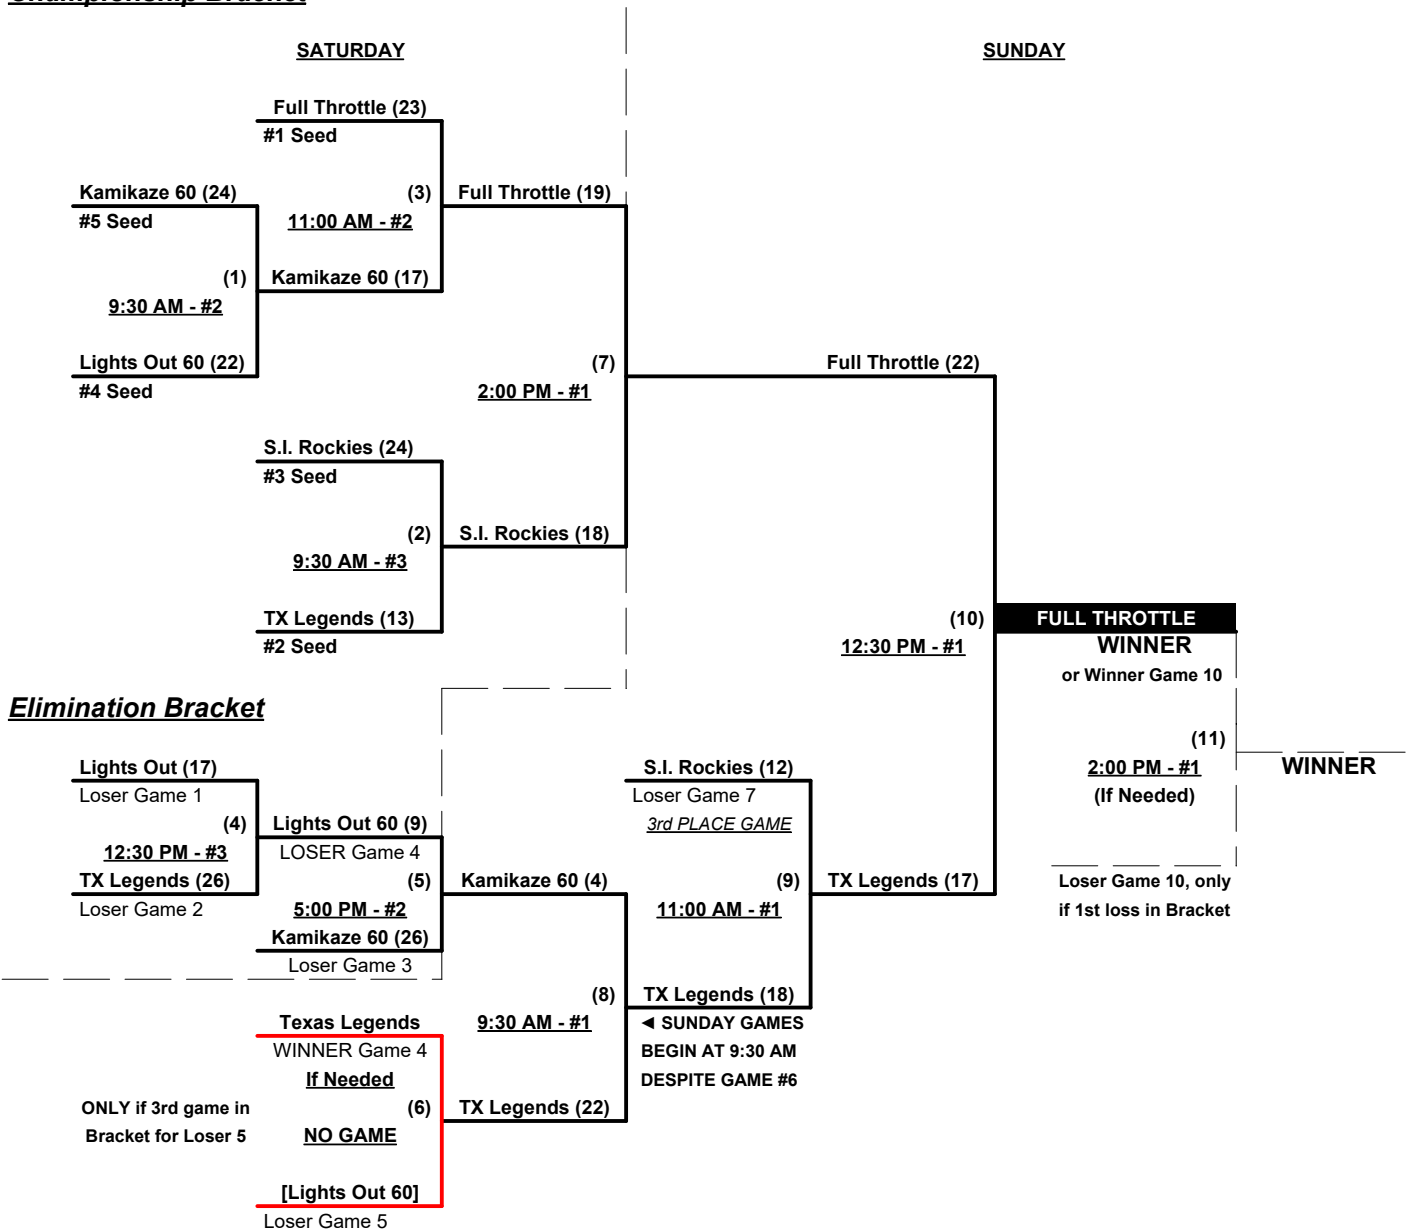 Championship Bracket
SATURDAY
SUNDAY
Full Throttle (23)
#1 Seed
Kamikaze 60 (24)
(3)
Full Throttle (19)
#5 Seed
11:00 AM - #2
(1)
Kamikaze 60 (17)
9:30 AM - #2
Lights Out 60 (22)
(7)
Full Throttle (22)
#4 Seed
2:00 PM - #1
S.I. Rockies (24)
#3 Seed
(2)
S.I. Rockies (18)
9:30 AM - #3
TX Legends (13)
(10)
FULL THROTTLE
#2 Seed
12:30 PM - #1
WINNER
or Winner Game 10
Elimination Bracket
(11)
Lights Out (17)
S.I. Rockies (12)
2:00 PM - #1
WINNER
Loser Game 1
Loser Game 7
(If Needed)
(4)
Lights Out 60 (9)
3rd PLACE GAME
12:30 PM - #3
LOSER Game 4
TX Legends (26)
(5)
Kamikaze 60 (4)
(9)
TX Legends (17)
Loser Game 10, only
Loser Game 2
5:00 PM - #2
11:00 AM - #1
if 1st loss in Bracket
Kamikaze 60 (26)
Loser Game 3
(8)
TX Legends (18)
Texas Legends
9:30 AM - #1
◄ SUNDAY GAMES
WINNER Game 4
BEGIN AT 9:30 AM
If Needed
DESPITE GAME #6
ONLY if 3rd game in
(6)
TX Legends (22)
Bracket for Loser 5
NO GAME
[Lights Out 60]
Loser Game 5